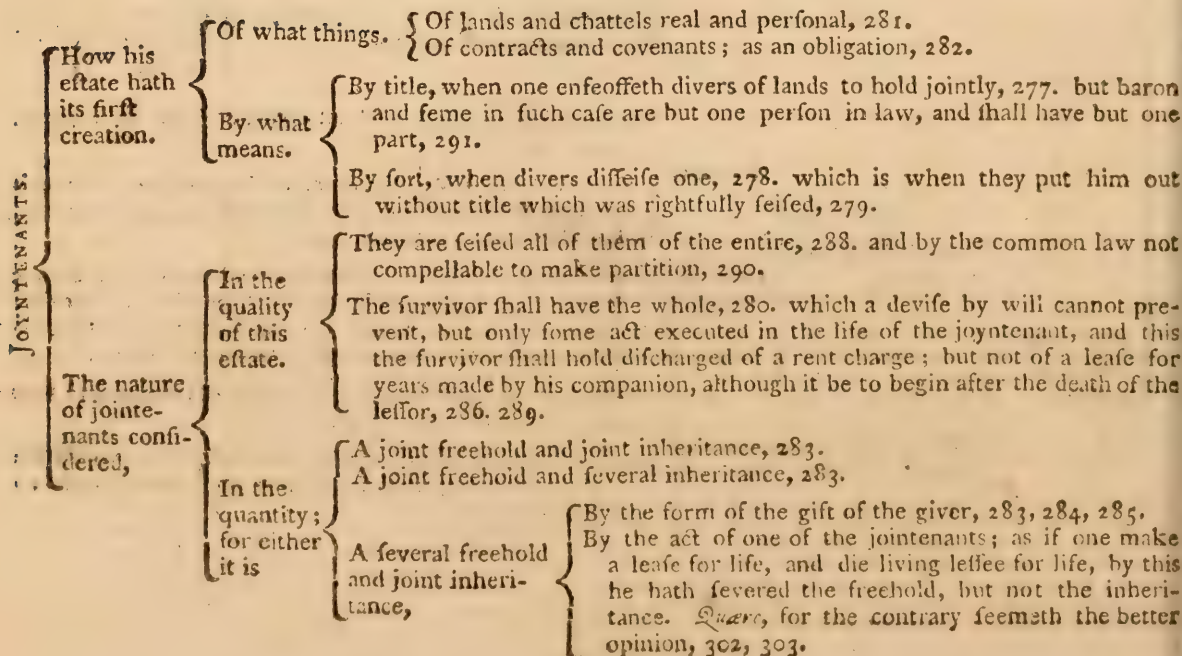 JOYNTENANTS.
How his
eſtate hath
its firſt
creation.
Of what things.
Of lands and chattels real and perſonal, 281.
Of contracts and covenants; as an obligation, 282.
By what
means.
By title, when one enfeoffeth divers of lands to hold jointly, 277. but baron
and feme in ſuch caſe are but one perſon in law, and ſhall have but one
part, 291.
By tort, when divers diſſeiſe one, 278. which is when they put him out
without title which was rightfully ſeiſed, 279.
The nature
of jointe-
nants conſi-
dered,
In the
quality
of this
eſtate.
They are ſeiſed all of them of the entire, 288. and by the common law not
compellable to make partition, 290.
The ſurvivor ſhall have the whole, 280. which a deviſe by will cannot pre-
vent, but only ſome act executed in the life of the joyntenant, and this
the ſurvivor ſhall hold diſcharged of a rent charge; but not of a leaſe for
years made by his companion, although it be to begin after the death of the
leſſor, 286. 289.
In the
quantity;
for either
it is
A joint freehold and joint inheritance, 283.
A joint freehold and ſeveral inheritance, 283.
A ſeveral freehold
and joint inheri-
tance,
By the form of the gift of the giver, 283, 284, 285.
By the act of one of the jointenants; as if one make
a leaſe for life, and die living leſſee for life, by this
he hath ſevered the freehold, but not the inheri-
tance. Quære, for the contrary ſeemeth the better
opinion, 302, 303.